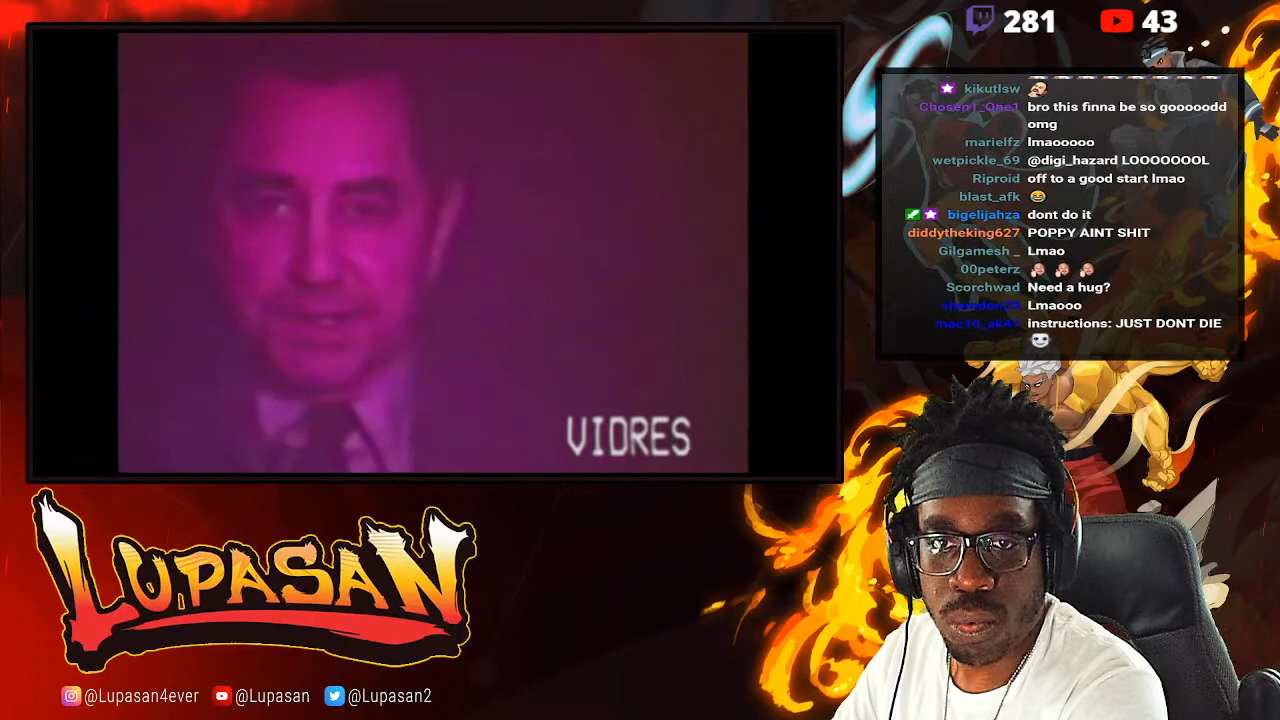 281
43
kikutlsw
Chosen1_One1 bro this finna be so gooooodd
omg
marielfz lmaooooo
wetpickle_69 @digi_hazard LOOOOOOOL
Riproid off to a good start lmao
blast_afk
bigelijahza dont do it
diddytheking627 POPPY AINT SHIT
Gilgamesh_ Lmao
00peterz
Scorchwad Need a hug?
Lmaooo
mac10_ak47 Instructions: JUST DONT DIE
VIDRES
LUPASAN
@Lupasan4ever @Lupasan @Lupasan2